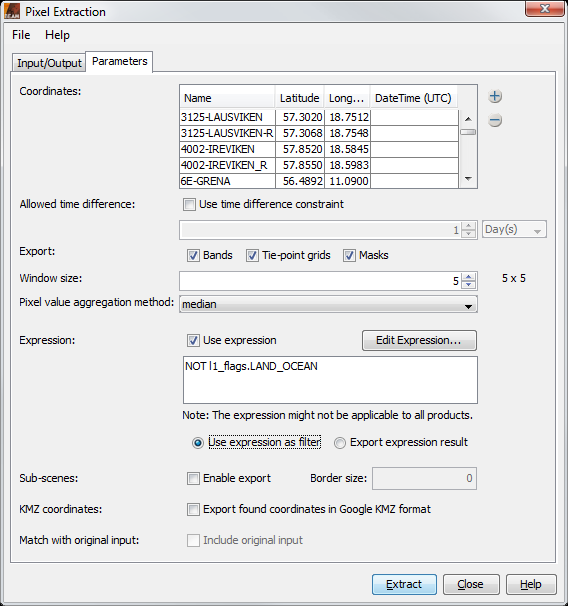 Pixel Extraction
File Help
Input/Output Parameters
Coordinates:
Name Latitude Long... DateTime (UTC)
3125-LAUSVIKEN 57.3020 18.7512
3125-LAUSVIKEN-R 57.3068 18.7548
4002-IREVIKEN 57.8520 18.5845
4002-IREVIKEN_R 57.8550 18.5983
6E-GRENA 56.4892 11.0900
Allowed time difference: Use time difference constraint
1 Day(s)
Export: Bands Tie-point grids Masks
Window size: 5 5 x 5
Pixel value aggregation method: median
Expression: Use expression Edit Expression...
NOT l1_flags.LAND_OCEAN
Note: The expression might not be applicable to all products.
Use expression as filter Export expression result
Sub-scenes: Enable export Border size: 0
KMZ coordinates: Export found coordinates in Google KMZ format
Match with original input: Include original input
Extract Close Help